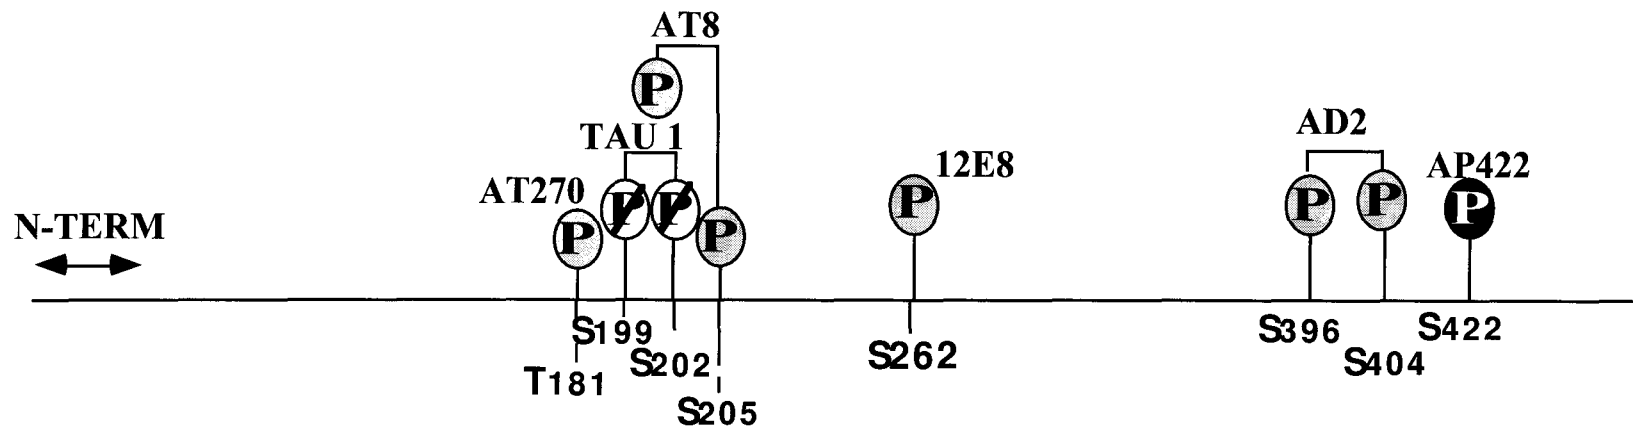 AT8
P
TAU 1
AT270
P
P
P
P
N-TERM
P
12E8
AD2
P
P
AP422
P
S199
S202
T181
S205
S262
S396
S404
S422